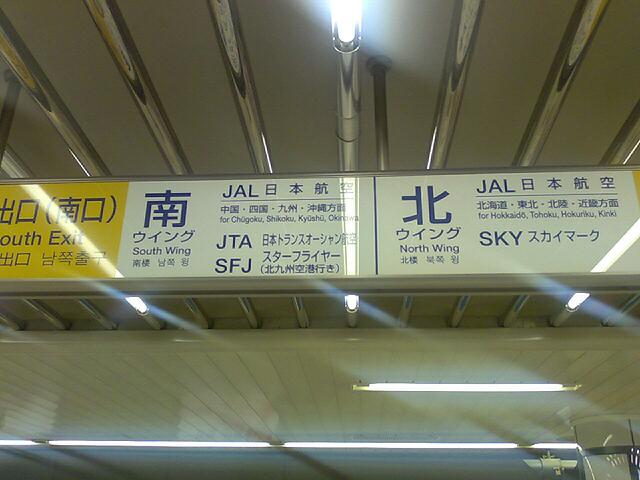 出口(南口)
outh Exit
出口 남쪽출구
南
ウイング
South Wing
南楼 남쪽 윙
JAL 日本航空
中国・四国・九州・沖縄方面
for Chūgoku, Shikoku, Kyūshū, Okinawa
JTA 日本トランスオーシャン航空
SFJ スターフライヤー
(北九州空港行き)
北
ウイング
North Wing
北楼 북쪽 윙
JAL 日本航空
北海道・東北・北陸・近畿方面
for Hokkaidō, Tohoku, Hokuriku, Kinki
SKY スカイマーク